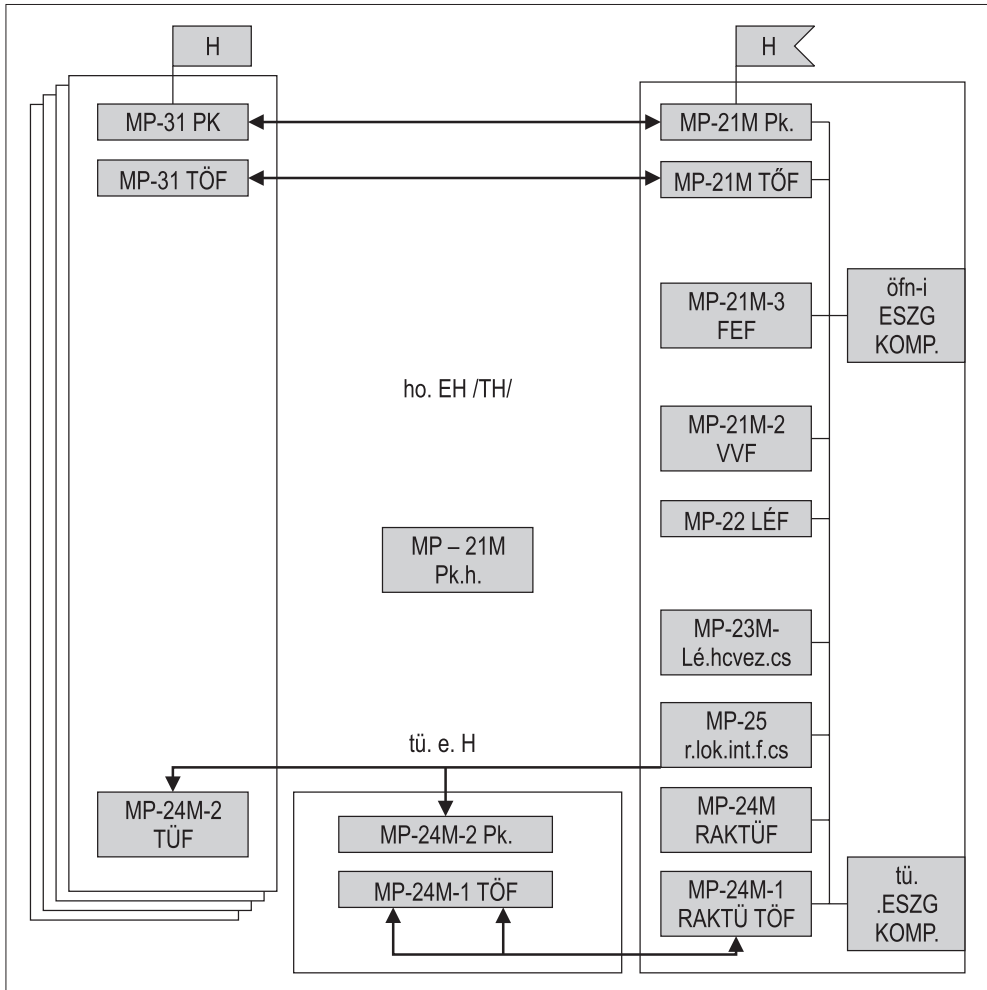 H
MP-31 PK
MP-31 TÖF
MP-24M-2
TÜF
ho. EH /TH/
MP – 21M
Pk.h.
tü. e. H
MP-24M-2 Pk.
MP-24M-1 TÖF
H
MP-21M Pk.
MP-21M TŐF
MP-21M-3
FEF
MP-21M-2
VVF
MP-22 LÉF
MP-23M-
Lé.hcvez.cs
MP-25
r.lok.int.f.cs
MP-24M
RAKTÜF
MP-24M-1
RAKTÜ TÖF
öfn-i
ESZG
KOMP.
tü.
.ESZG
KOMP.